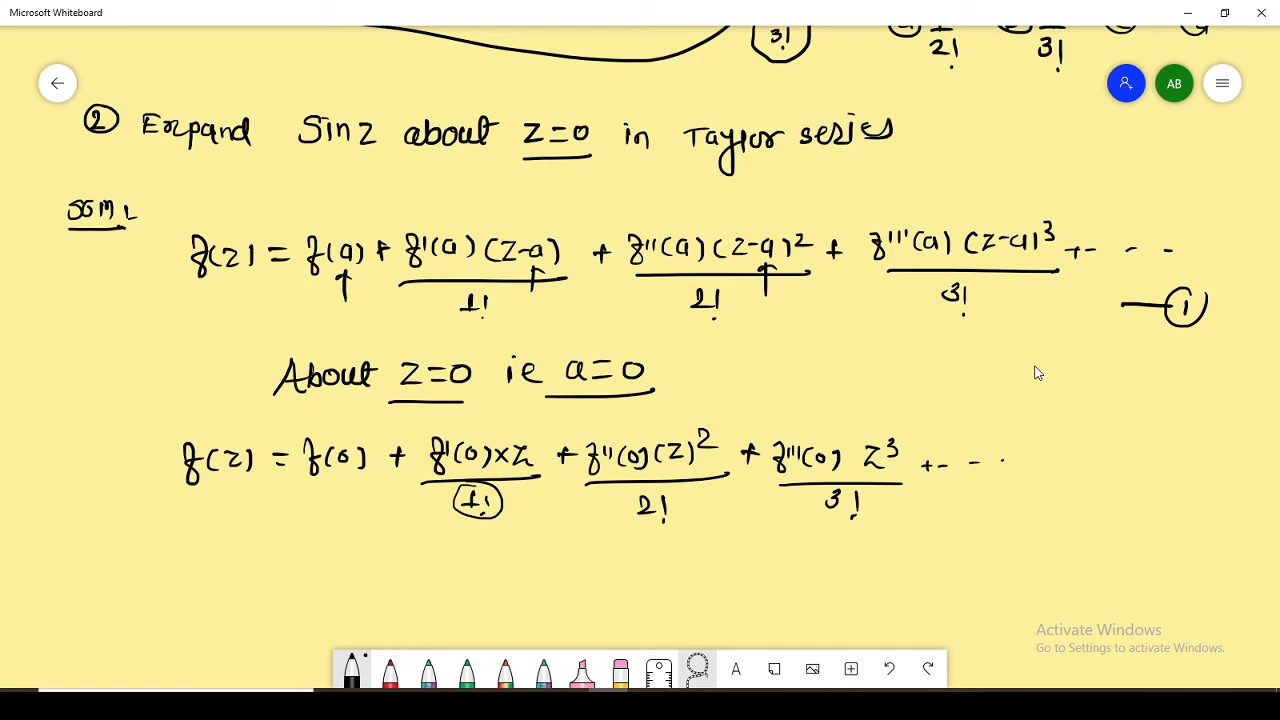 Microsoft Whiteboard
3! 2! 3!
AB
② Expand Sin z about z=0 in Taylor series
f(z) = f(a) + f'(a) (z-a) / 1! + f''(a) (z-a)² / 2! + f'''(a) (z-a)³ / 3! + - - -
— ①
About z=0 ie a=0
f(z) = f(0) + f'(0)×z / 1! + f''(0) (z)² / 2! + f'''(0) z³ / 3! + - - -
Activate Windows
Go to Settings to activate Windows.
A